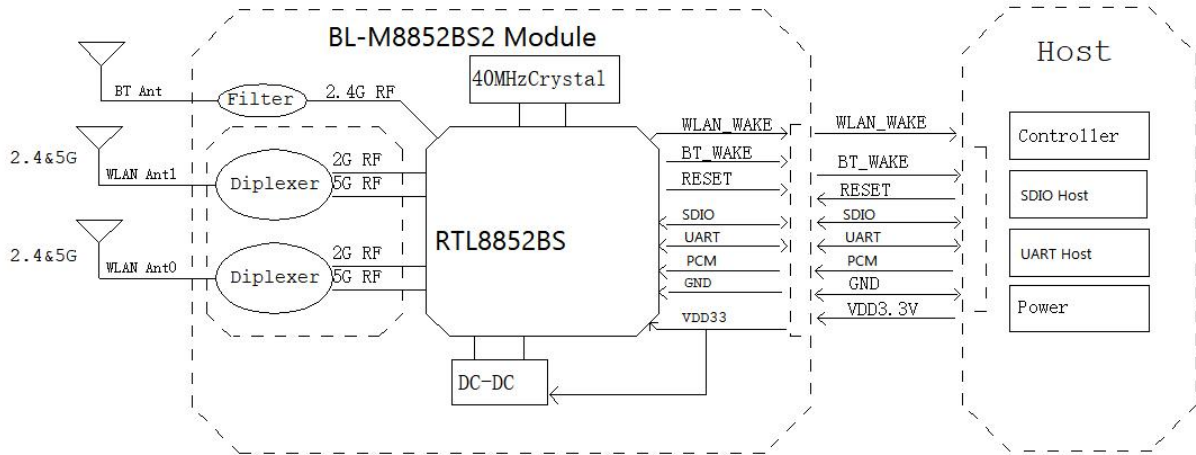 BL-M8852BS2 Module
Host
40MHzCrystal
BT Ant
Filter
2.4G RF
2.4&5G
WLAN Ant1
Diplexer
2G RF
5G RF
2.4&5G
WLAN Ant0
Diplexer
2G RF
5G RF
RTL8852BS
DC-DC
WLAN_WAKE
BT_WAKE
RESET
SDIO
UART
PCM
GND
VDD33
WLAN_WAKE
BT_WAKE
RESET
SDIO
UART
PCM
GND
VDD3.3V
Controller
SDIO Host
UART Host
Power